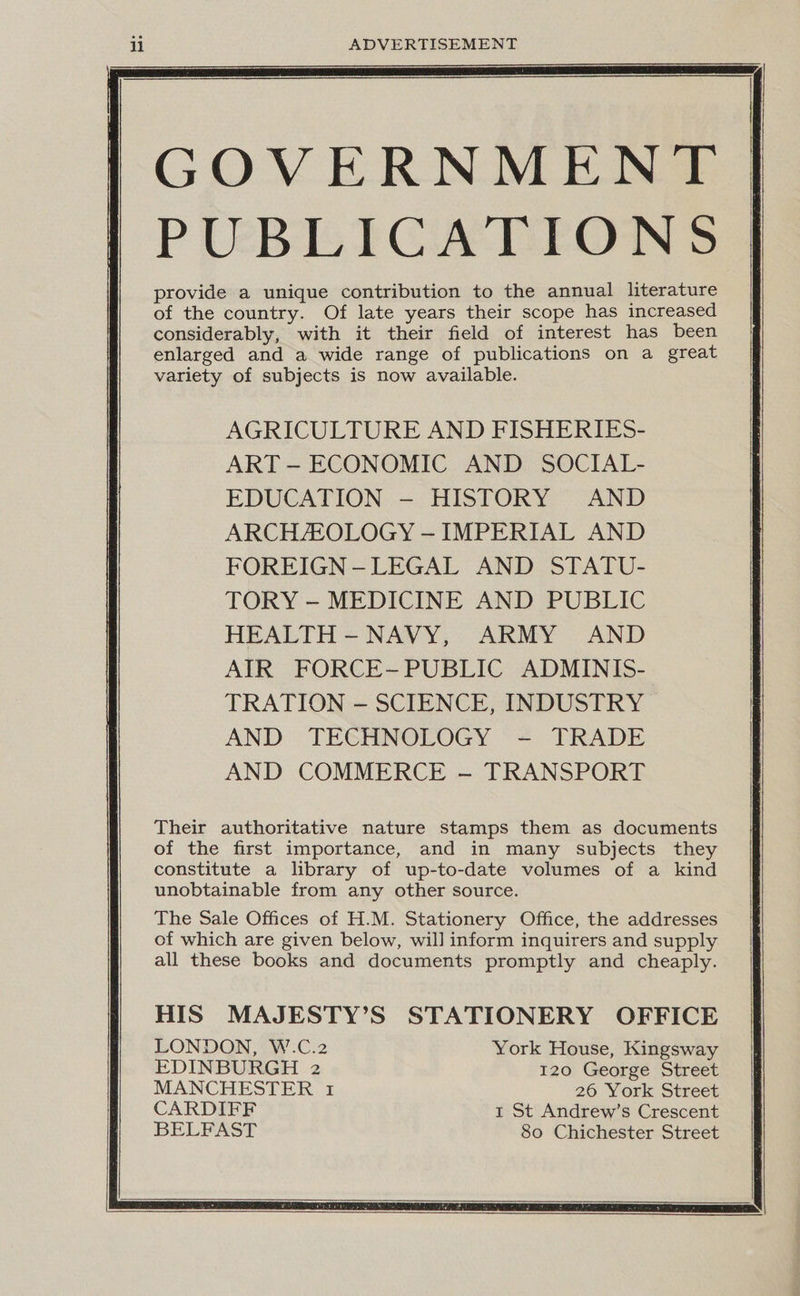 ii ADVERTISEMENT
GOVERNMENT
PUBLICATIONS
provide a unique contribution to the annual literature
of the country. Of late years their scope has increased
considerably, with it their field of interest has been
enlarged and a wide range of publications on a great
variety of subjects is now available.
AGRICULTURE AND FISHERIES-
ART – ECONOMIC AND SOCIAL-
EDUCATION – HISTORY AND
ARCHÆOLOGY – IMPERIAL AND
FOREIGN – LEGAL AND STATU-
TORY – MEDICINE AND PUBLIC
HEALTH – NAVY, ARMY AND
AIR FORCE – PUBLIC ADMINIS-
TRATION – SCIENCE, INDUSTRY
AND TECHNOLOGY – TRADE
AND COMMERCE – TRANSPORT
Their authoritative nature stamps them as documents
of the first importance, and in many subjects they
constitute a library of up-to-date volumes of a kind
unobtainable from any other source.
The Sale Offices of H.M. Stationery Office, the addresses
of which are given below, will inform inquirers and supply
all these books and documents promptly and cheaply.
HIS MAJESTY'S STATIONERY OFFICE
LONDON, W.C.2 York House, Kingsway
EDINBURGH 2 120 George Street
MANCHESTER 1 26 York Street
CARDIFF 1 St Andrew's Crescent
BELFAST 80 Chichester Street